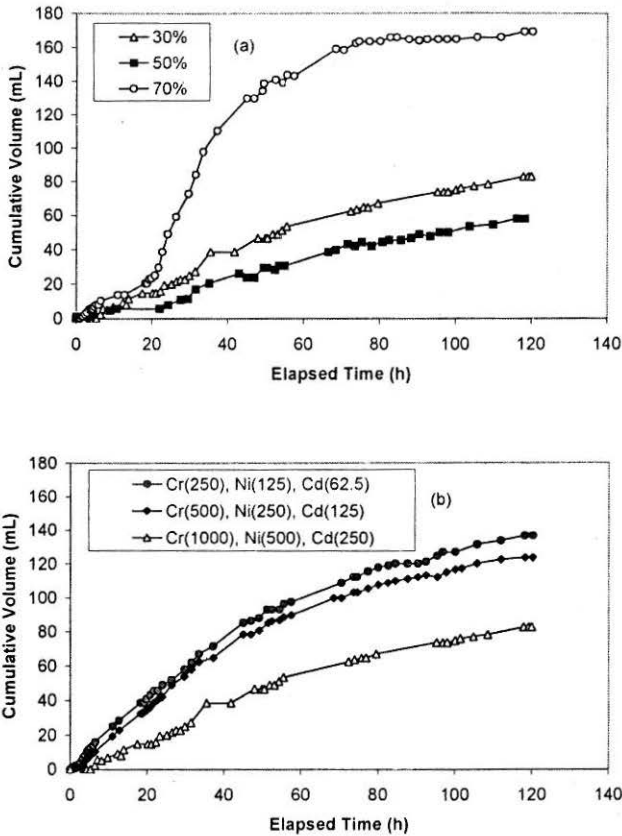 180
160
140
120
100
80
60
40
20
0
Cumulative Volume (mL)
30%
50%
70%
(a)
0 20 40 60 80 100 120 140
Elapsed Time (h)
180
160
140
120
100
80
60
40
20
0
Cumulative Volume (mL)
Cr(250), Ni(125), Cd(62.5)
Cr(500), Ni(250), Cd(125)
Cr(1000), Ni(500), Cd(250)
(b)
0 20 40 60 80 100 120 140
Elapsed Time (h)